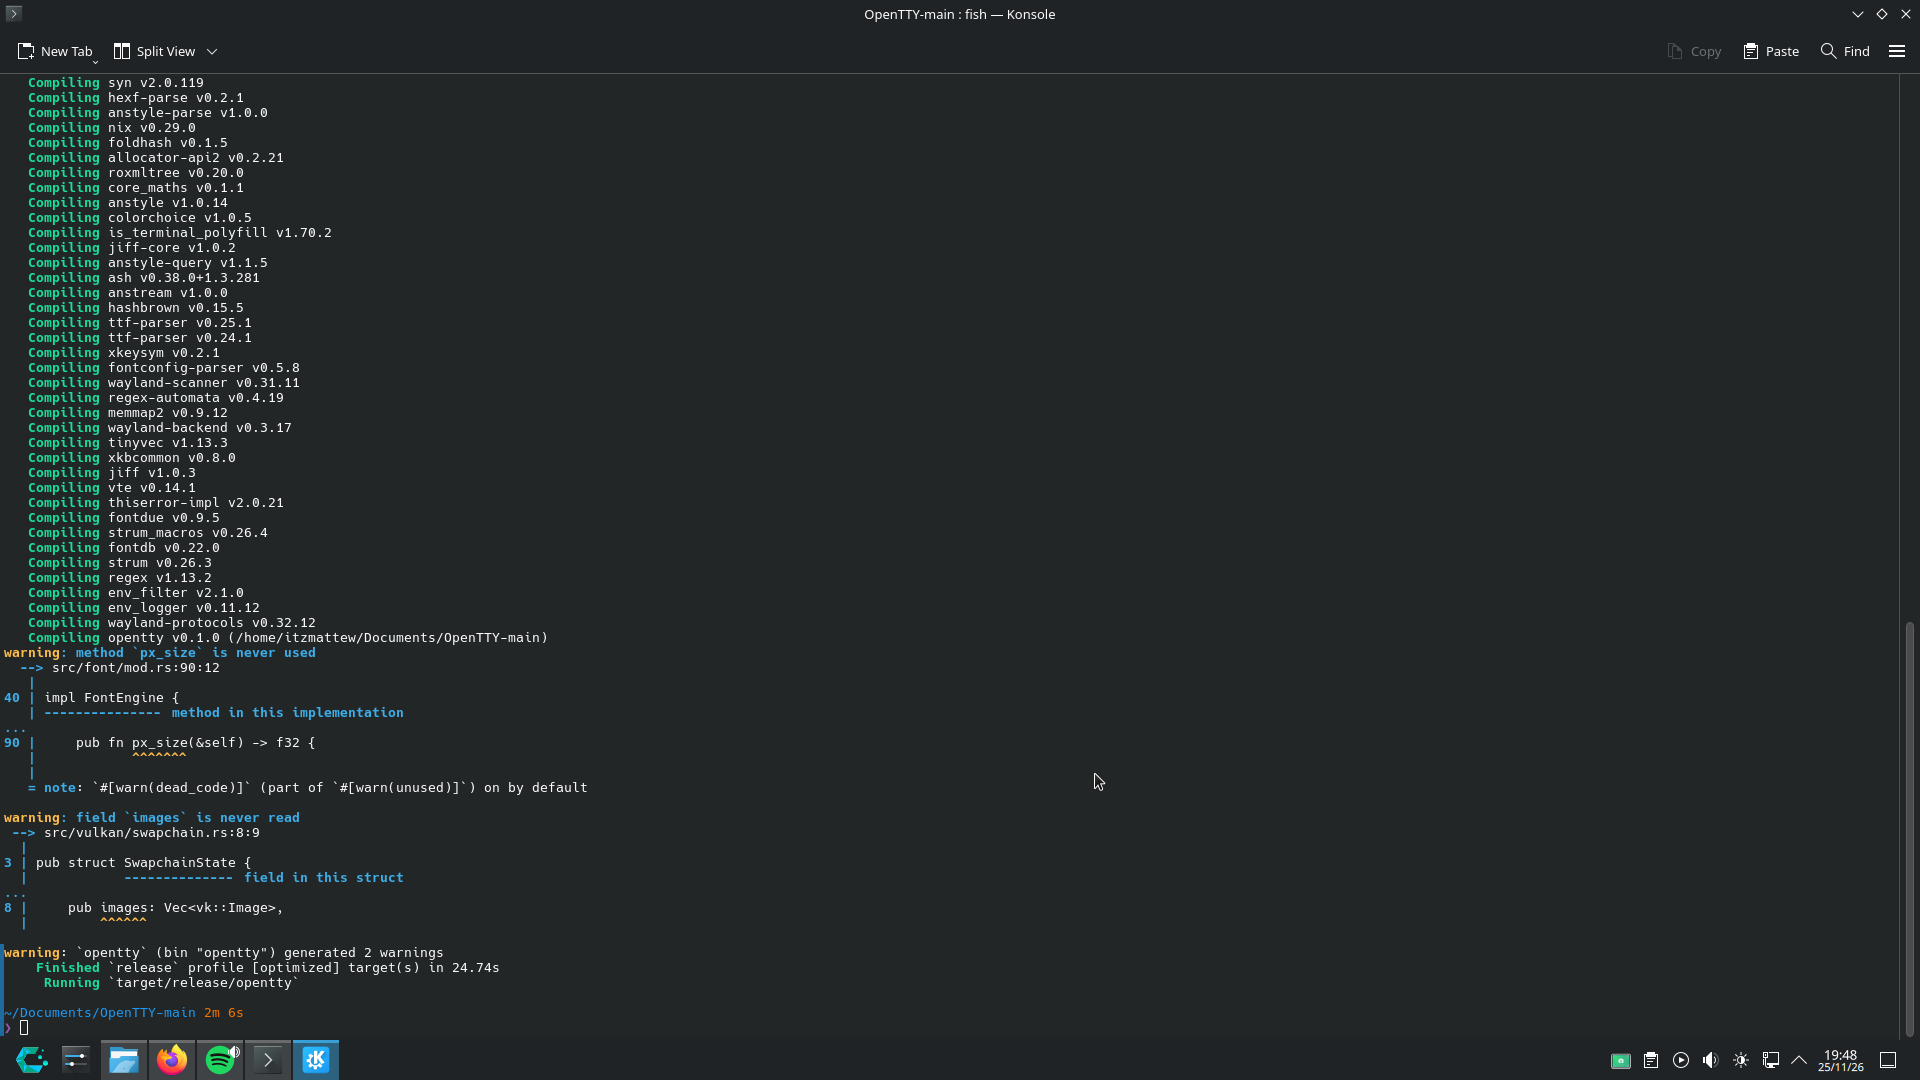 OpenTTY-main : fish — Konsole
New Tab
Split View
Copy
Paste
Find
Compiling syn v2.0.119
Compiling hexf-parse v0.2.1
Compiling anstyle-parse v1.0.0
Compiling nix v0.29.0
Compiling foldhash v0.1.5
Compiling allocator-api2 v0.2.21
Compiling roxmltree v0.20.0
Compiling core_maths v0.1.1
Compiling anstyle v1.0.14
Compiling colorchoice v1.0.5
Compiling is_terminal_polyfill v1.70.2
Compiling jiff-core v1.0.2
Compiling anstyle-query v1.1.5
Compiling ash v0.38.0+1.3.281
Compiling anstream v1.0.0
Compiling hashbrown v0.15.5
Compiling ttf-parser v0.25.1
Compiling ttf-parser v0.24.1
Compiling xkeysym v0.2.1
Compiling fontconfig-parser v0.5.8
Compiling wayland-scanner v0.31.11
Compiling regex-automata v0.4.19
Compiling memmap2 v0.9.12
Compiling wayland-backend v0.3.17
Compiling tinyvec v1.13.3
Compiling xkbcommon v0.8.0
Compiling jiff v1.0.3
Compiling vte v0.14.1
Compiling thiserror-impl v2.0.21
Compiling fontdue v0.9.5
Compiling strum_macros v0.26.4
Compiling fontdb v0.22.0
Compiling strum v0.26.3
Compiling regex v1.13.2
Compiling env_filter v2.1.0
Compiling env_logger v0.11.12
Compiling wayland-protocols v0.32.12
Compiling opentty v0.1.0 (/home/itzmattew/Documents/OpenTTY-main)
warning: method `px_size` is never used
--> src/font/mod.rs:90:12
|
40 | impl FontEngine {
| --------------- method in this implementation
...
90 |     pub fn px_size(&self) -> f32 {
|            ^^^^^^^
|
= note: `#[warn(dead_code)]` (part of `#[warn(unused)]`) on by default
warning: field `images` is never read
--> src/vulkan/swapchain.rs:8:9
|
3 | pub struct SwapchainState {
|            -------------- field in this struct
...
8 |     pub images: Vec<vk::Image>,
|         ^^^^^^
warning: `opentty` (bin "opentty") generated 2 warnings
Finished `release` profile [optimized] target(s) in 24.74s
Running `target/release/opentty`
~/Documents/OpenTTY-main 2m 6s
❯
19:48
25/11/26